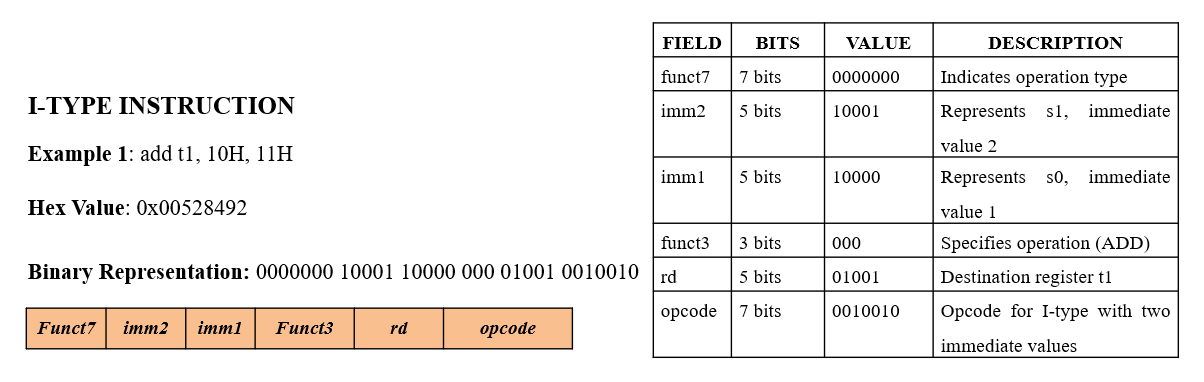 I-TYPE INSTRUCTION
Example 1: add t1, 10H, 11H
Hex Value: 0x00528492
Binary Representation: 0000000 10001 10000 000 01001 0010010
Funct7 imm2 imm1 Funct3 rd opcode
FIELD BITS VALUE DESCRIPTION
funct7 7 bits 0000000 Indicates operation type
imm2 5 bits 10001 Represents s1, immediate
value 2
imm1 5 bits 10000 Represents s0, immediate
value 1
funct3 3 bits 000 Specifies operation (ADD)
rd 5 bits 01001 Destination register t1
opcode 7 bits 0010010 Opcode for I-type with two
immediate values